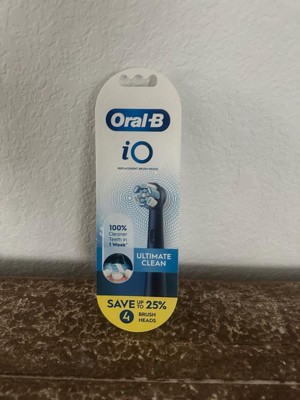 Oral-B
iO
REPLACEMENT BRUSH HEADS
100%
Cleaner
Teeth in
1 Week*
ULTIMATE
CLEAN
SAVE UP TO 25%
4 BRUSH
HEADS